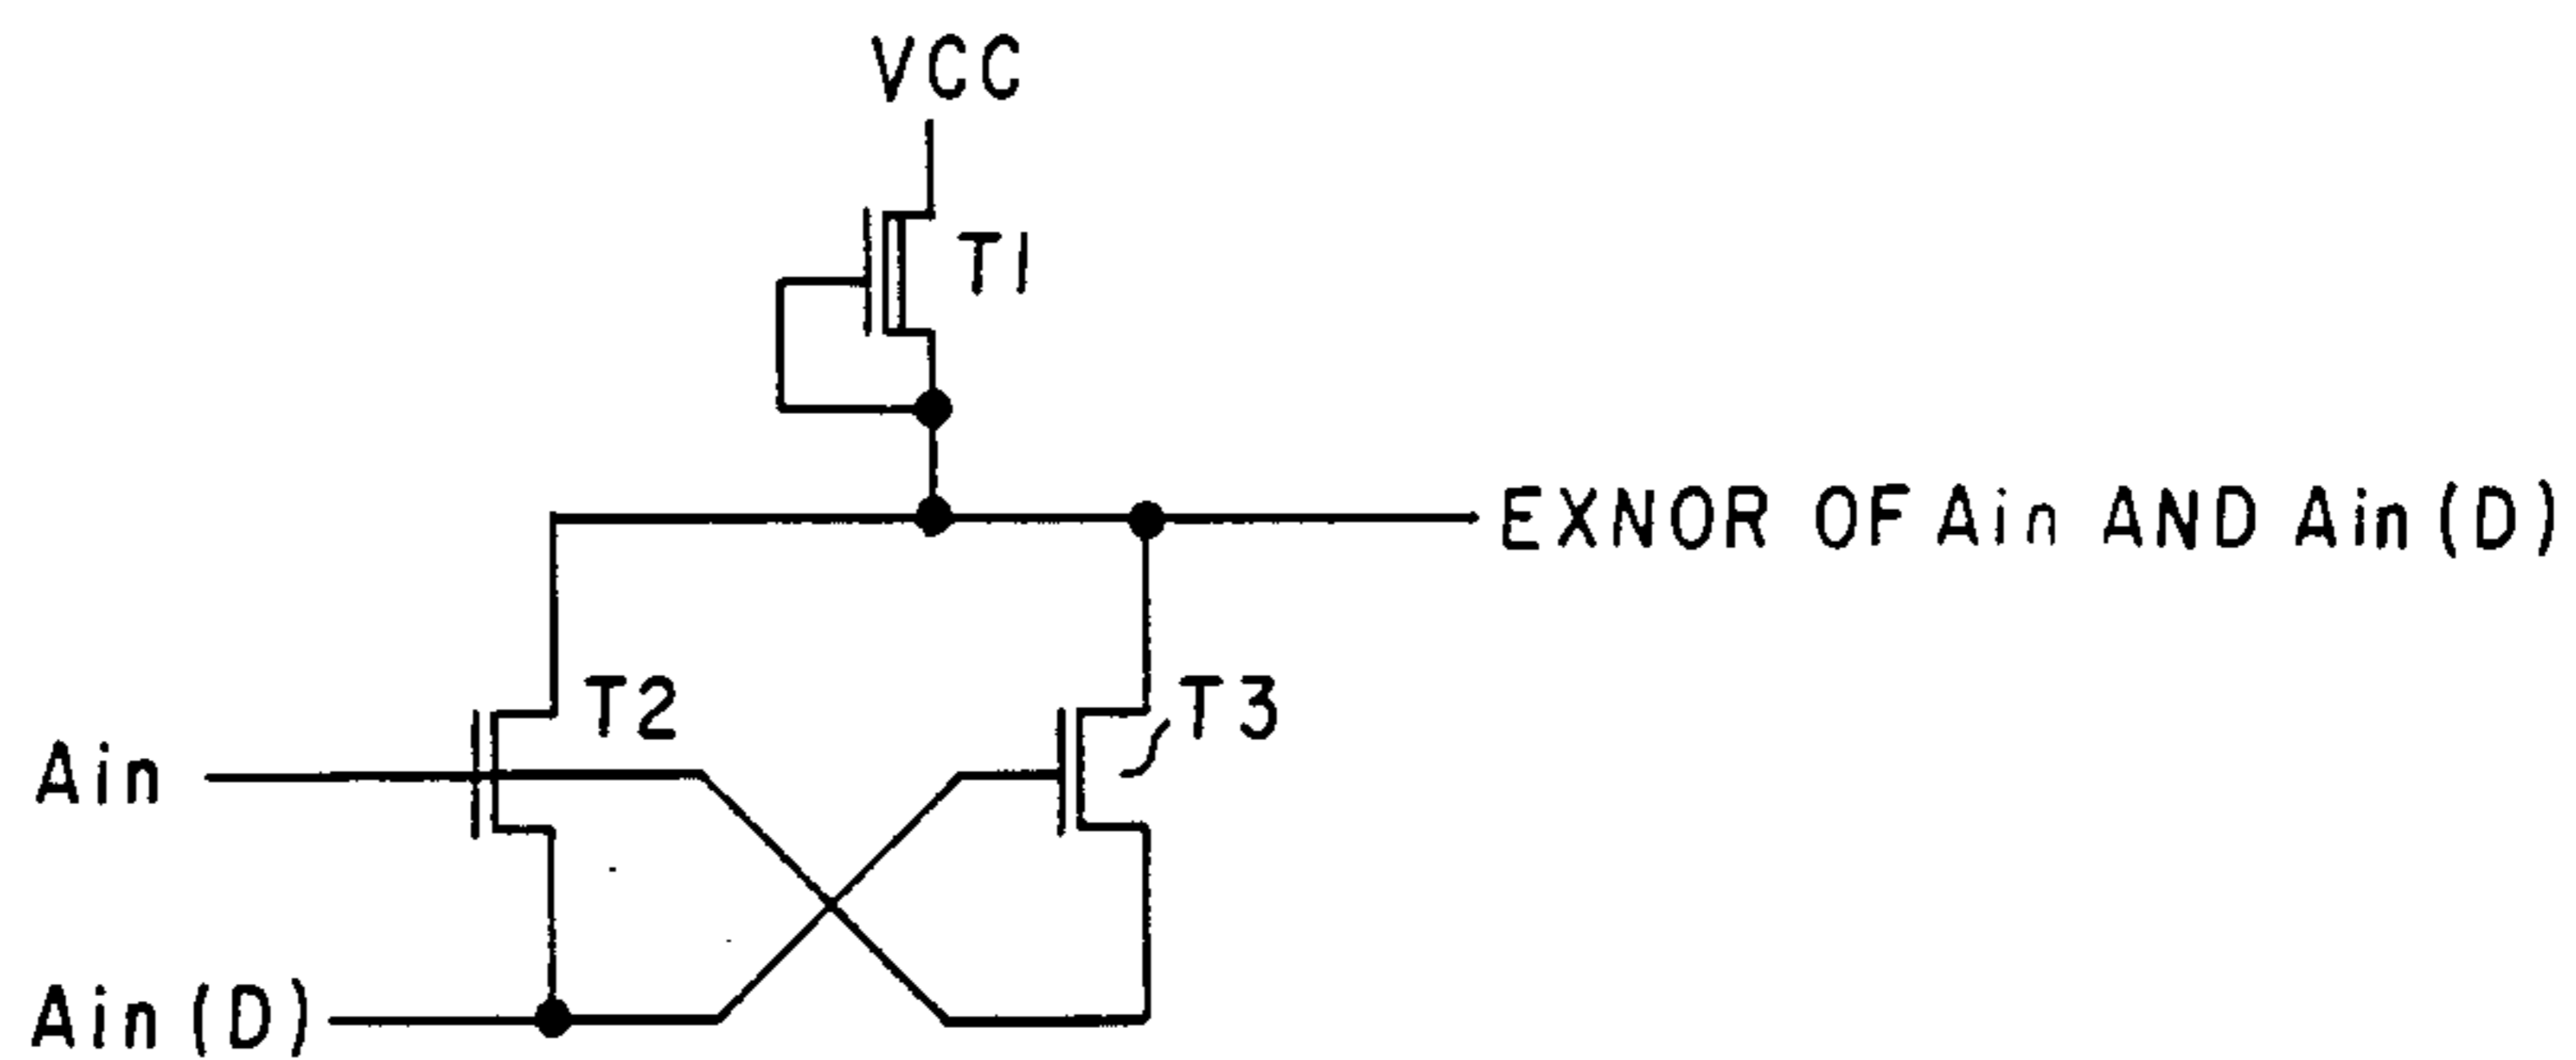 VCC
T1
EXNOR OF Ain AND Ain(D)
T2
T3
Ain
Ain(D)